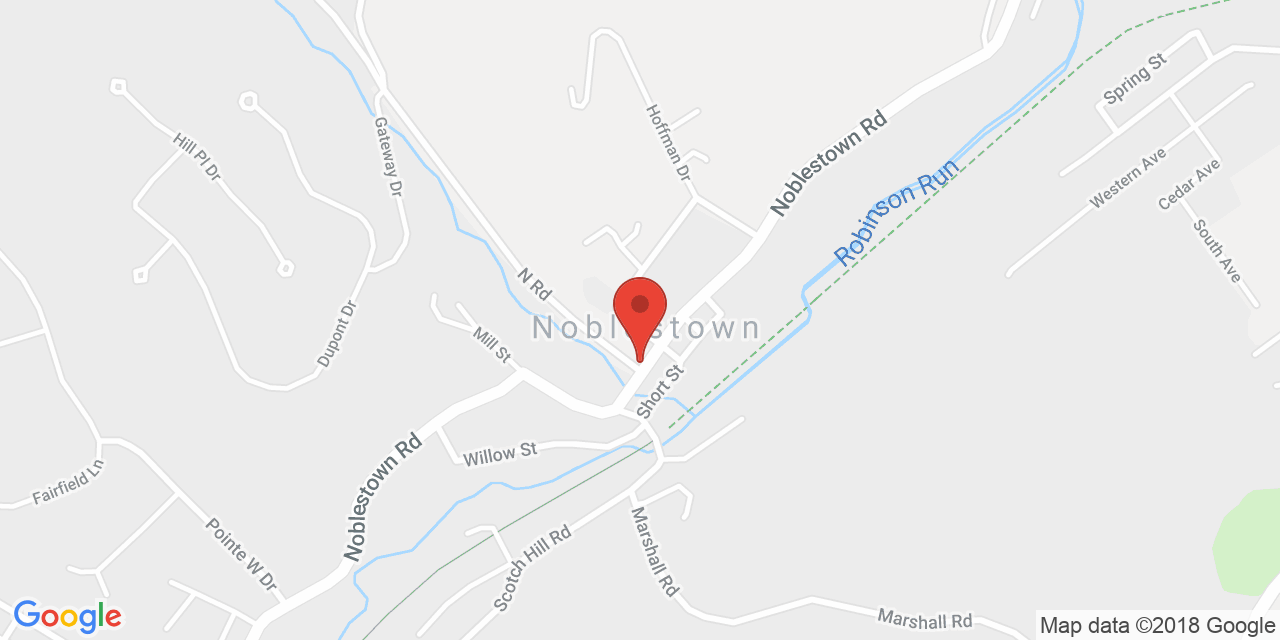 Spring St
Hoffman Dr
Noblestown Rd
Hill Pl Dr
Gateway Dr
Western Ave
Cedar Ave
Robinson Run
South Ave
N Rd
Dupont Dr
Mill St
Noblestown
Short St
Willow St
Noblestown Rd
Fairfield Ln
Pointe W Dr
Scotch Hill Rd
Marshall Rd
Marshall Rd
Google
Map data ©2018 Google